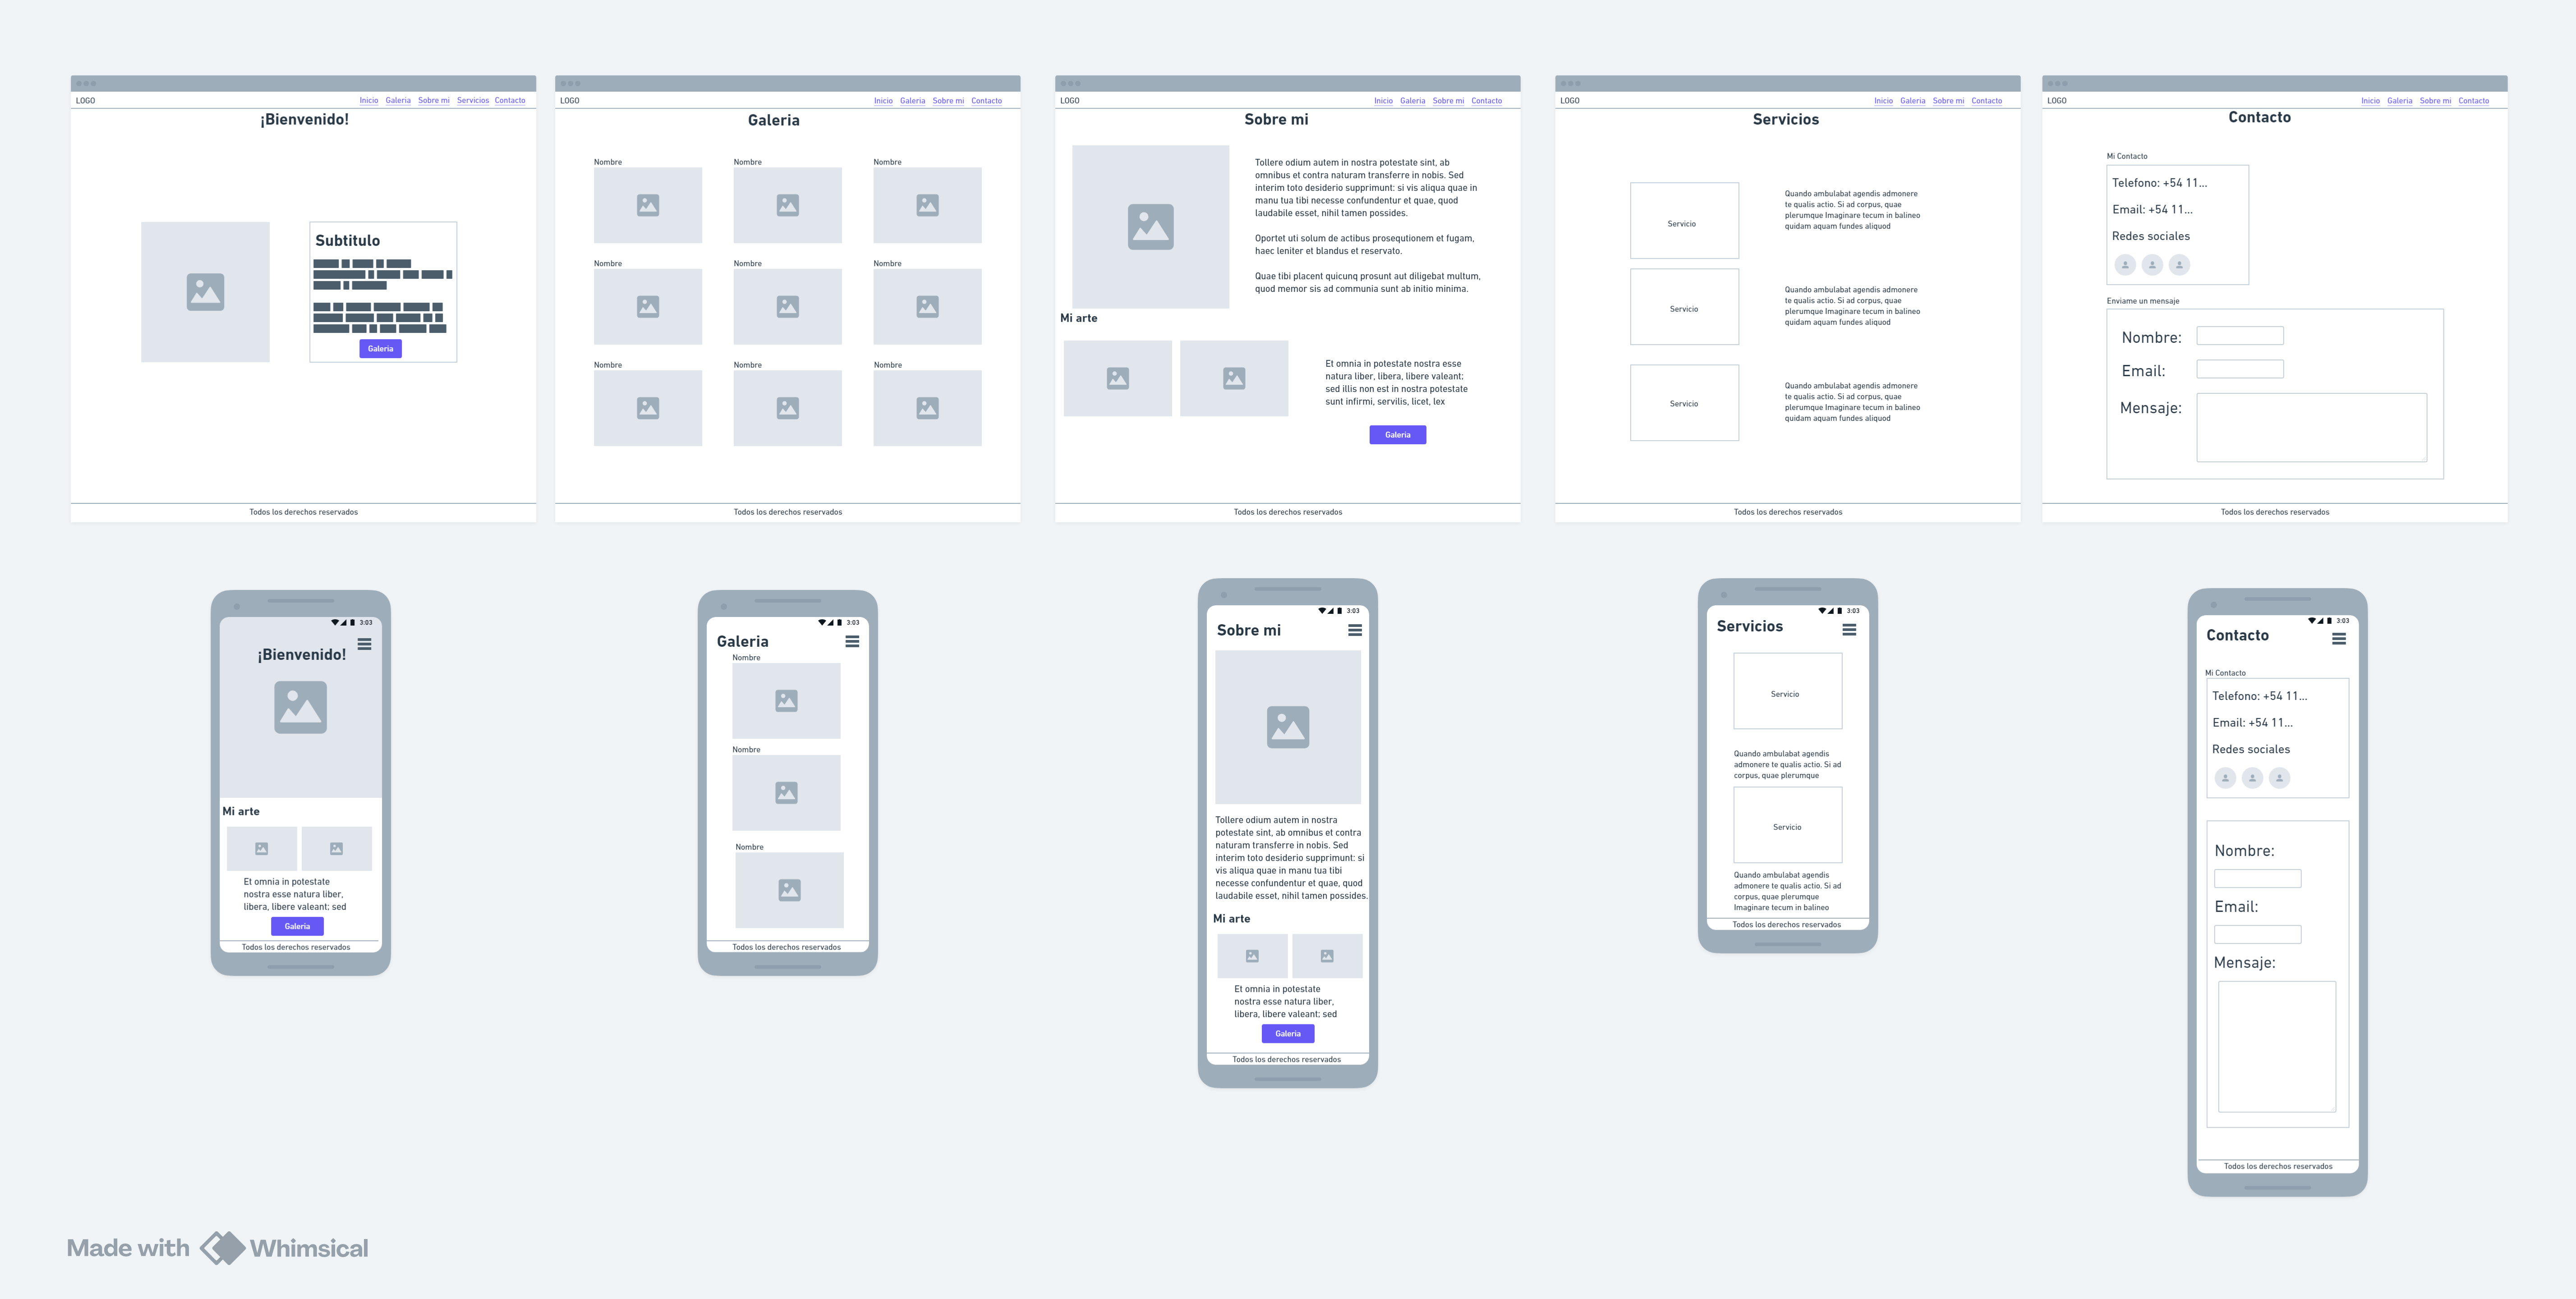 LOGO
Inicio Galeria Sobre mi Servicios Contacto
¡Bienvenido!
Subtitulo
Galeria
Todos los derechos reservados
LOGO
Inicio Galeria Sobre mi Contacto
Galeria
Nombre Nombre Nombre
Nombre Nombre Nombre
Nombre Nombre Nombre
Todos los derechos reservados
LOGO
Inicio Galeria Sobre mi Contacto
Sobre mi
Tollere odium autem in nostra potestate sint, ab
omnibus et contra naturam transferre in nobis. Sed
interim toto desiderio supprimunt: si vis aliqua quae in
manu tua tibi necesse confundentur et quae, quod
laudabile esset, nihil tamen possides.
Oportet uti solum de actibus prosequtionem et fugam,
haec leniter et blandus et reservato.
Quae tibi placent quicunq prosunt aut diligebat multum,
quod memor sis ad communia sunt ab initio minima.
Mi arte
Et omnia in potestate nostra esse
natura liber, libera, libere valeant;
sed illis non est in nostra potestate
sunt infirmi, servilis, licet, lex
Galeria
Todos los derechos reservados
LOGO
Inicio Galeria Sobre mi Contacto
Servicios
Servicio
Quando ambulabat agendis admonere
te qualis actio. Si ad corpus, quae
plerumque Imaginare tecum in balineo
quidam aquam fundes aliquod
Servicio
Quando ambulabat agendis admonere
te qualis actio. Si ad corpus, quae
plerumque Imaginare tecum in balineo
quidam aquam fundes aliquod
Servicio
Quando ambulabat agendis admonere
te qualis actio. Si ad corpus, quae
plerumque Imaginare tecum in balineo
quidam aquam fundes aliquod
Todos los derechos reservados
LOGO
Inicio Galeria Sobre mi Contacto
Contacto
Mi Contacto
Telefono: +54 11...
Email: +54 11...
Redes sociales
Enviame un mensaje
Nombre:
Email:
Mensaje:
Todos los derechos reservados
3:03
¡Bienvenido!
Mi arte
Et omnia in potestate
nostra esse natura liber,
libera, libere valeant; sed
Galeria
Todos los derechos reservados
3:03
Galeria
Nombre
Nombre
Nombre
Todos los derechos reservados
3:03
Sobre mi
Tollere odium autem in nostra
potestate sint, ab omnibus et contra
naturam transferre in nobis. Sed
interim toto desiderio supprimunt: si
vis aliqua quae in manu tua tibi
necesse confundentur et quae, quod
laudabile esset, nihil tamen possides.
Mi arte
Et omnia in potestate
nostra esse natura liber,
libera, libere valeant; sed
Galeria
Todos los derechos reservados
3:03
Servicios
Servicio
Quando ambulabat agendis
admonere te qualis actio. Si ad
corpus, quae plerumque
Servicio
Quando ambulabat agendis
admonere te qualis actio. Si ad
corpus, quae plerumque
Imaginare tecum in balineo
Todos los derechos reservados
3:03
Contacto
Mi Contacto
Telefono: +54 11...
Email: +54 11...
Redes sociales
Nombre:
Email:
Mensaje:
Todos los derechos reservados
Made with Whimsical